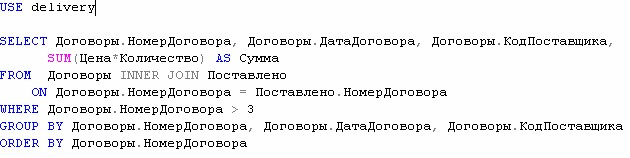 USE delivery
SELECT Договоры.НомерДоговора, Договоры.ДатаДоговора, Договоры.КодПоставщика,
SUM(Цена*Количество) AS Сумма
FROM Договоры INNER JOIN Поставлено
ON Договоры.НомерДоговора = Поставлено.НомерДоговора
WHERE Договоры.НомерДоговора > 3
GROUP BY Договоры.НомерДоговора, Договоры.ДатаДоговора, Договоры.КодПоставщика
ORDER BY Договоры.НомерДоговора